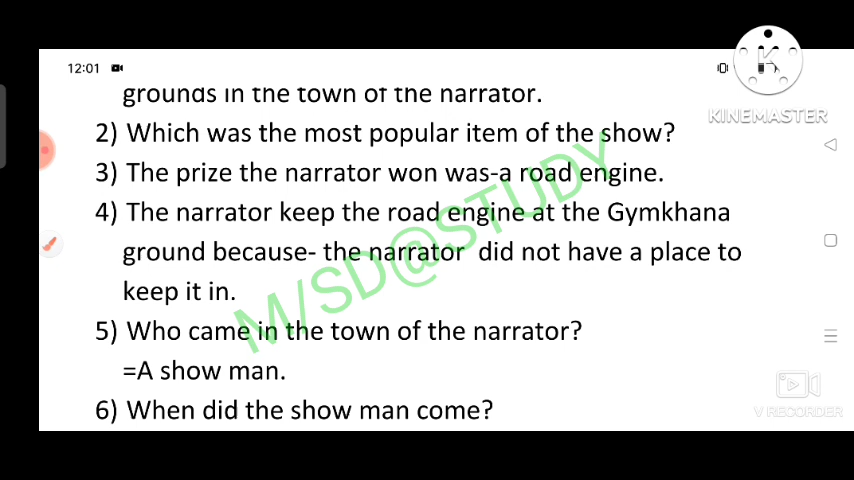 12:01
KINEMASTER
grounds in the town of the narrator.
2) Which was the most popular item of the show?
3) The prize the narrator won was-a road engine.
4) The narrator keep the road engine at the Gymkhana
ground because- the narrator did not have a place to
keep it in.
5) Who came in the town of the narrator?
=A show man.
6) When did the show man come?
M/SD@STUDY
V RECORDER